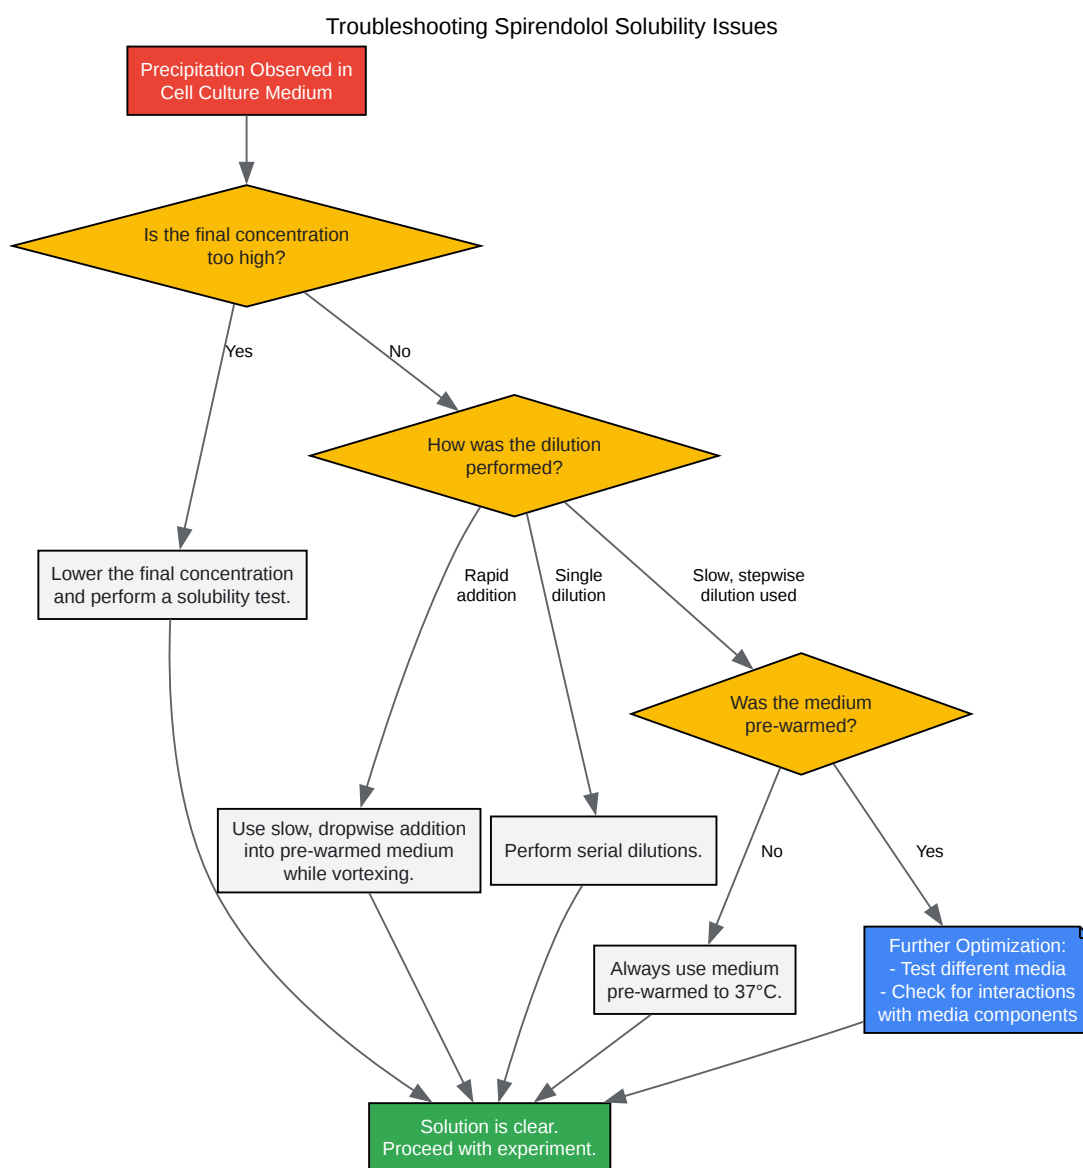 Troubleshooting Spirendolol Solubility Issues
Precipitation Observed in
Cell Culture Medium
Is the final concentration
too high?
Yes
No
How was the dilution
performed?
Lower the final concentration
and perform a solubility test.
Rapid
addition
Single
dilution
Slow, stepwise
dilution used
Was the medium
pre-warmed?
Use slow, dropwise addition
into pre-warmed medium
while vortexing.
Perform serial dilutions.
No
Yes
Always use medium
pre-warmed to 37°C.
Further Optimization:
- Test different media
- Check for interactions
with media components
Solution is clear.
Proceed with experiment.